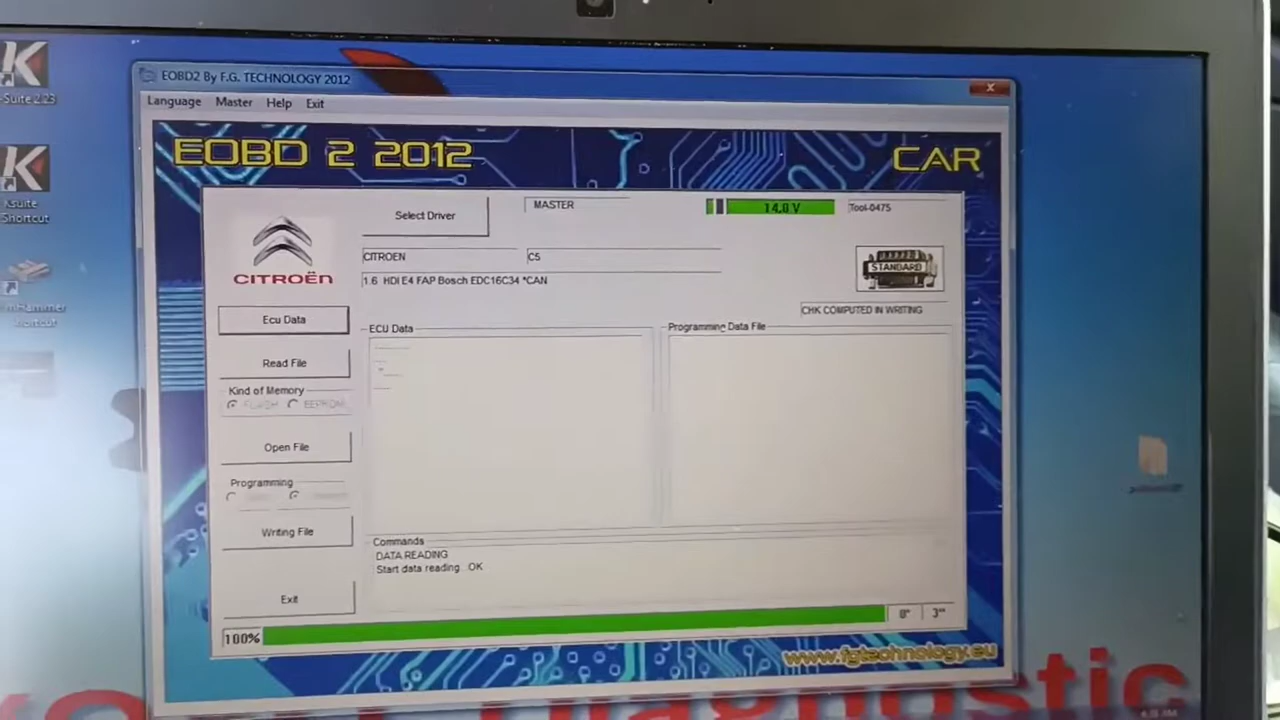 Suite 2.23
Ksuite
Shortcut
EOBD2 By F.G. TECHNOLOGY 2012
Language Master Help Exit
EOBD 2 2012
CAR
Select Driver
MASTER
14.0 V
Tool-0475
CITROËN
CITROEN
C5
1.6 HDI E4 FAP Bosch EDC16C34 *CAN
STANDARD
CHK COMPUTED IN WRITING
Ecu Data
ECU Data
Programming Data File
Read File
Kind of Memory
FLASH EEPROM
Open File
Programming
Writing File
Commands
DATA READING
Start data reading OK
Exit
100%
0" 3"
www.fgtechnology.eu
Diagnostic